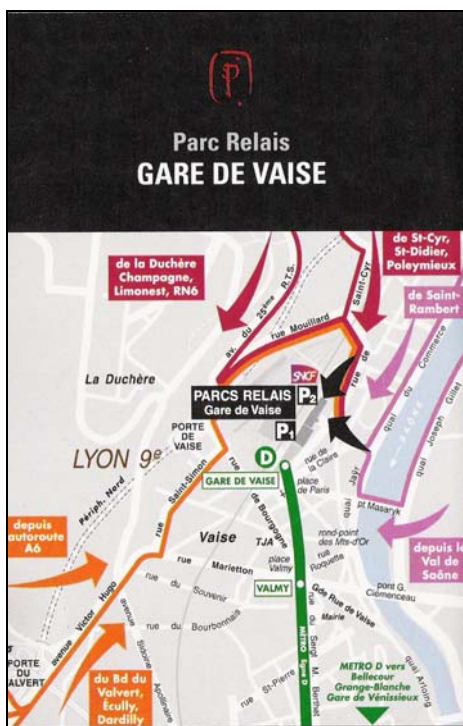 Parc Relais
GARE DE VAISE
de la Duchère
Champagne,
Limonest, RN6
de St-Cyr,
St-Didier,
Poleymieux
av. du 25ème R.T.S.
rue Mouillard
rue de Saint-Cyr
de Saint-
Rambert
quai du Commerce
quai Joseph Gillet
La Duchère
SNCF
PARCS RELAIS
Gare de Vaise
P2
P1
PORTE
DE VAISE
LYON 9e
Périph. Nord
rue Saint-Simon
D
GARE DE VAISE
rue de la Claire
place
de Paris
quai Jaÿr
pt Masaryk
rue de Bourgogne
TJA
rond-point
des Mts-d'Or
rue Roquette
depuis
autoroute
A6
Vaise
place
Valmy
rue Marietton
VALMY
depuis le
Val de
Saône
Gde Rue de Vaise
Mairie
pont G.
Clémenceau
avenue Victor Hugo
rue du Souvenir
rue du Bourbonnais
avenue Sidoine Apollinaire
PORTE
DU VALVERT
du Bd du
Valvert,
Écully,
Dardilly
METRO ligne D
rue du Sergt M. Berthet
rue St-Pierre
quai Arloing
METRO D vers
Bellecour
Grange-Blanche
Gare de Vénissieux